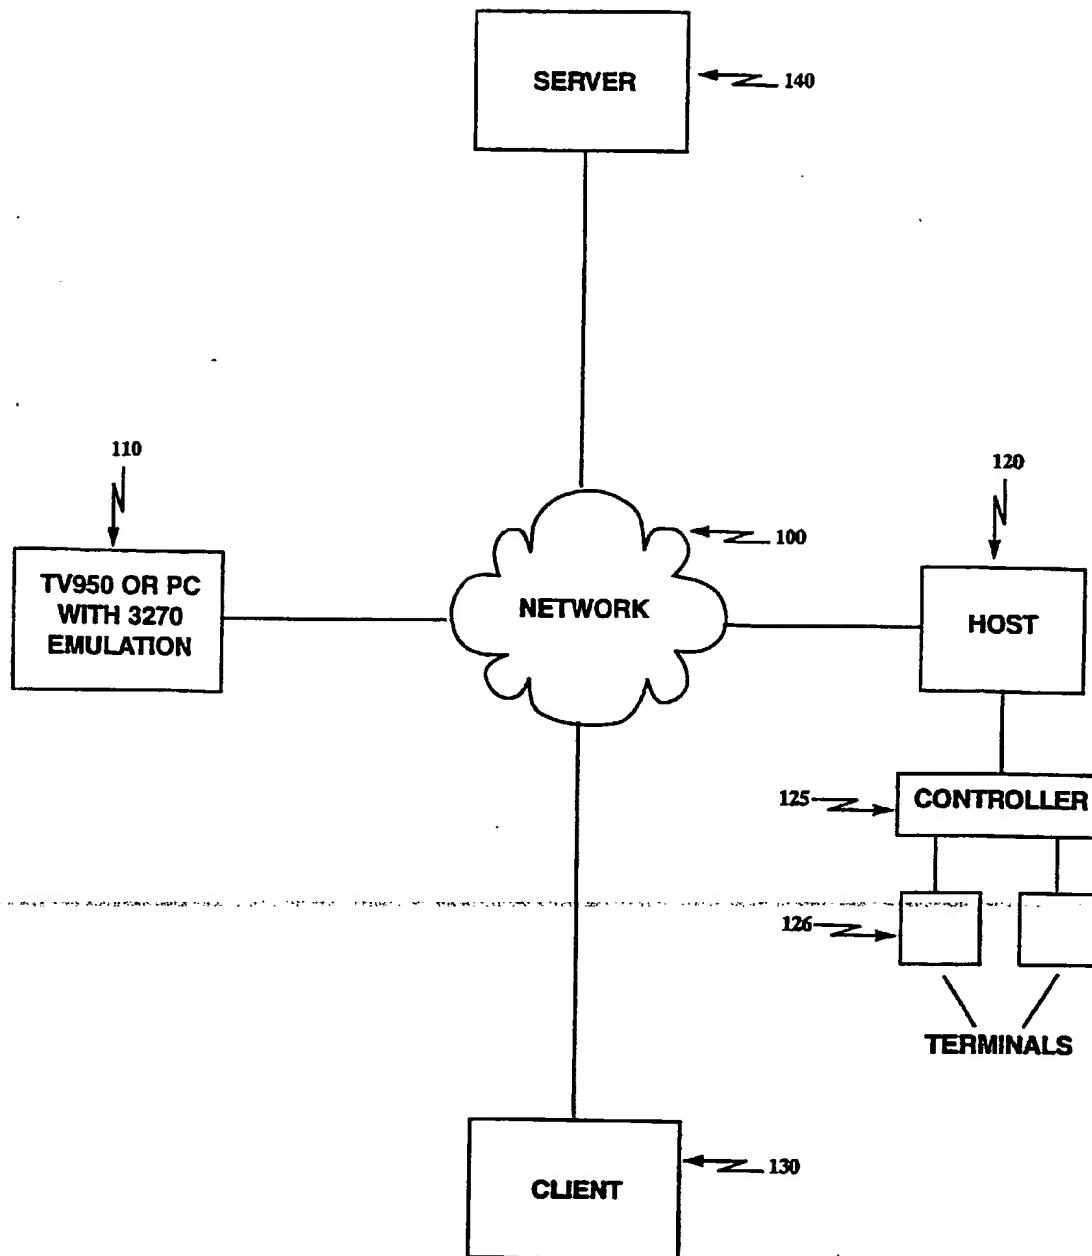 SERVER
140
110
120
100
TV950 OR PC
WITH 3270
EMULATION
NETWORK
HOST
125
CONTROLLER
126
TERMINALS
130
CLIENT